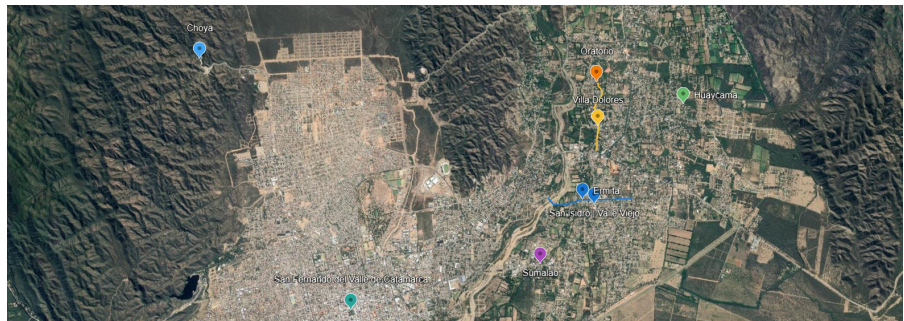 Choya
Oratorio
Villa Dolores
Huaycama
Ermita
San Isidro | Valle Viejo
Sumalao
San Fernando del Valle de Catamarca